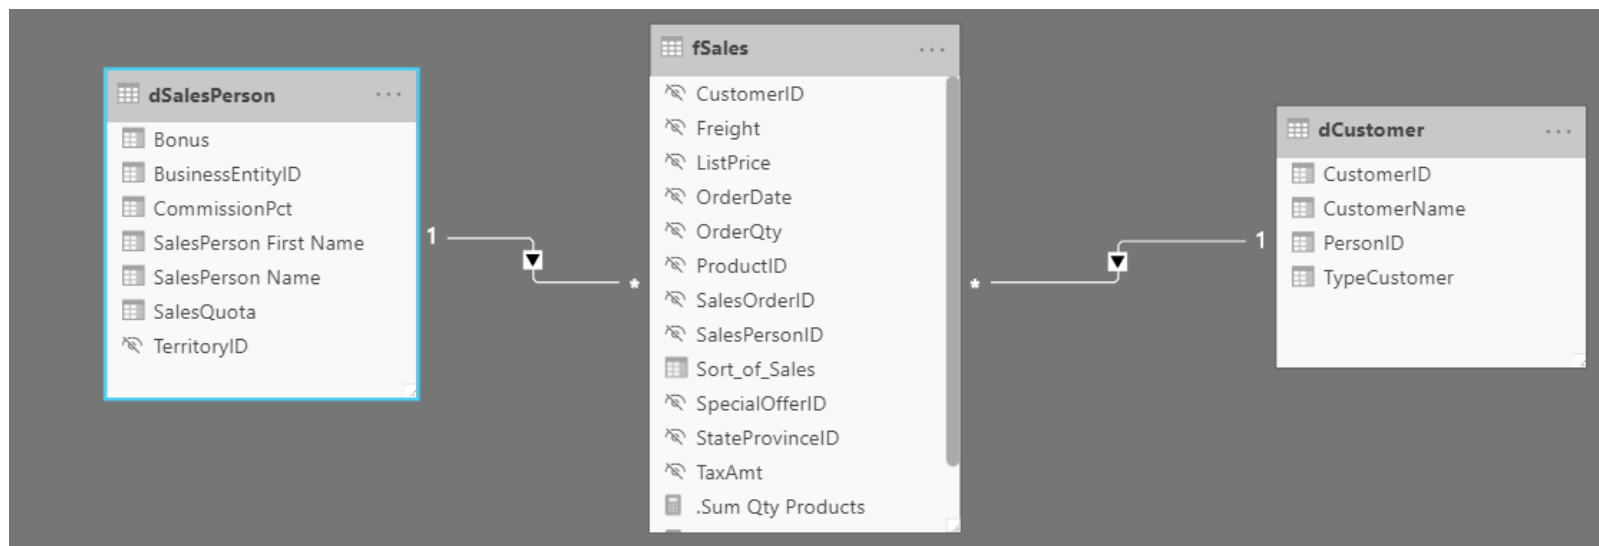 dSalesPerson
...
Bonus
BusinessEntityID
CommissionPct
SalesPerson First Name
SalesPerson Name
SalesQuota
TerritoryID
1
*
fSales
...
CustomerID
Freight
ListPrice
OrderDate
OrderQty
ProductID
SalesOrderID
SalesPersonID
Sort_of_Sales
SpecialOfferID
StateProvinceID
TaxAmt
.Sum Qty Products
*
1
dCustomer
...
CustomerID
CustomerName
PersonID
TypeCustomer